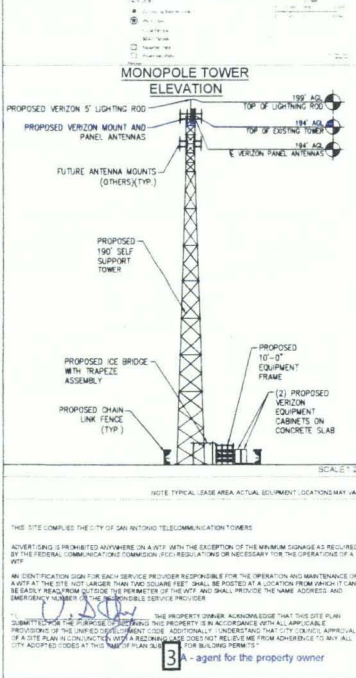 MONOPOLE TOWER
ELEVATION
PROPOSED VERIZON 5' LIGHTING ROD
199' AGL
TOP OF LIGHTNING ROD
PROPOSED VERIZON MOUNT AND
PANEL ANTENNAS
194' AGL
TOP OF EXISTING TOWER
194' AGL
VERIZON PANEL ANTENNAS
FUTURE ANTENNA MOUNTS
(OTHERS)(TYP.)
PROPOSED
190' SELF
SUPPORT
TOWER
PROPOSED
10'-0"
EQUIPMENT
FRAME
PROPOSED ICE BRIDGE
WITH TRAPEZE
ASSEMBLY
(2) PROPOSED
VERIZON
EQUIPMENT
CABINETS ON
CONCRETE SLAB
PROPOSED CHAIN
LINK FENCE
(TYP.)
NOTE: TYPICAL LEASE AREA. ACTUAL EQUIPMENT LOCATIONS MAY VA
THIS SITE COMPLIES THE CITY OF SAN ANTONIO TELECOMMUNICATION TOWERS
ADVERTISING IS PROHIBITED ANYWHERE ON A WTF WITH THE EXCEPTION OF THE MINIMUM SIGNAGE AS REQUIRED
BY THE FEDERAL COMMUNICATIONS COMMISSION REGULATIONS OR NECESSARY FOR THE OPERATIONS OF A
WTF
AN IDENTIFICATION SIGN FOR EACH SERVICE PROVIDER RESPONSIBLE FOR THE OPERATION AND MAINTENANCE OF
A WTF AT THE SITE NOT LARGER THAN TWO SQUARE FEET SHALL BE POSTED AT A LOCATION FROM WHICH IT CAN
BE EASILY READ FROM OUTSIDE THE PERIMETER OF THE WTF AND SHALL PROVIDE THE NAME ADDRESS AND
EMERGENCY NUMBER OF THE RESPONSIBLE SERVICE PROVIDER
THE PROPERTY OWNER ACKNOWLEDGE THAT THIS SITE PLAN
SUBMITTED FOR THE PURPOSE OF REZONING THIS PROPERTY IS IN ACCORDANCE WITH ALL APPLICABLE
PROVISIONS OF THE UNIFIED DEVELOPMENT CODE ADDITIONALLY I UNDERSTAND THAT CITY COUNCIL APPROVAL
OF A SITE PLAN IN CONJUNCTION WITH A REZONING CASE DOES NOT RELIEVE ME FROM ADHERENCE TO ANY /ALL
CITY ADOPTED CODES AT THIS TIME OF PLAN FOR BUILDING PERMITS"
3 A - agent for the property owner